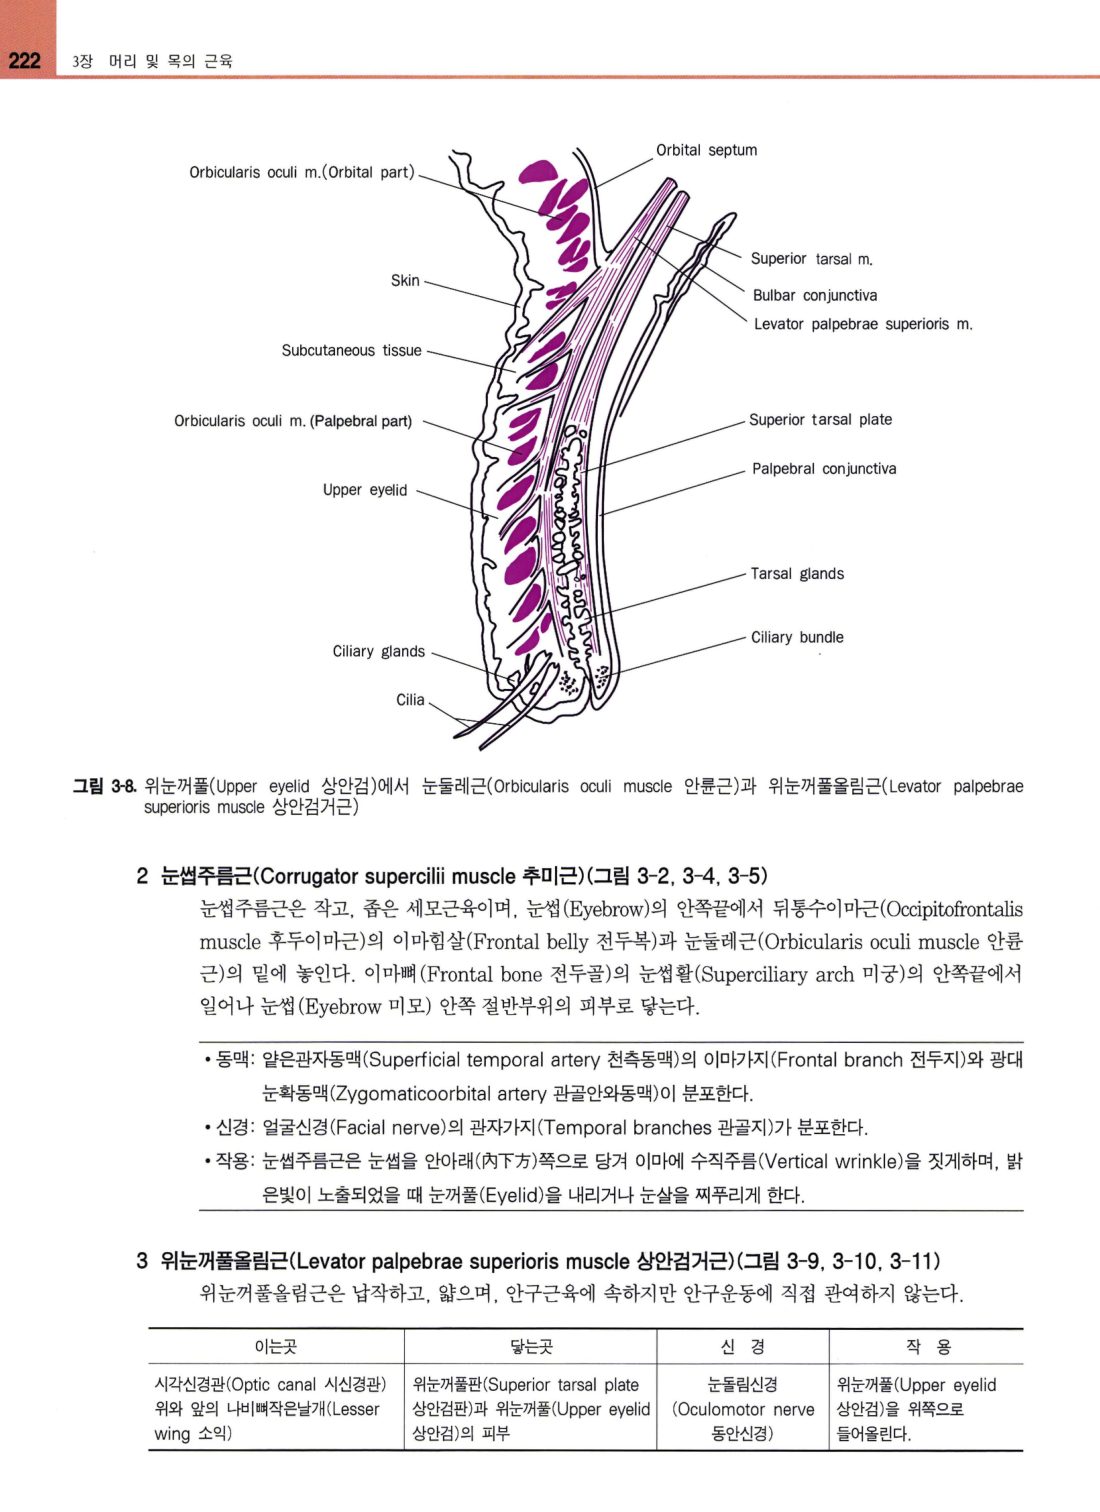 222 3장 머리 및 목의 근육
Orbital septum
Orbicularis oculi m.(Orbital part)
Superior tarsal m.
Skin
Bulbar conjunctiva
Levator palpebrae superioris m.
Subcutaneous tissue
Orbicularis oculi m. (Palpebral part)
Superior tarsal plate
Palpebral conjunctiva
Upper eyelid
Tarsal glands
Ciliary bundle
Ciliary glands
Cilia
그림 3-8. 위눈꺼풀(Upper eyelid 상안검)에서 눈둘레근(Orbicularis oculi muscle 안륜근)과 위눈꺼풀올림근(Levator palpebrae
superioris muscle 상안검거근)
2 눈썹주름근(Corrugator supercilii muscle 추미근)(그림 3-2, 3-4, 3-5)
눈썹주름근은 작고, 좁은 세모근육이며, 눈썹(Eyebrow)의 안쪽끝에서 뒤통수이마근(Occipitofrontalis
muscle 후두이마근)의 이마힘살(Frontal belly 전두복)과 눈둘레근(Orbicularis oculi muscle 안륜
근)의 밑에 놓인다. 이마뼈(Frontal bone 전두골)의 눈썹활(Superciliary arch 미궁)의 안쪽끝에서
일어나 눈썹(Eyebrow 미모) 안쪽 절반부위의 피부로 닿는다.
• 동맥: 얕은관자동맥(Superficial temporal artery 천측동맥)의 이마가지(Frontal branch 전두지)와 광대
눈확동맥(Zygomaticoorbital artery 관골안와동맥)이 분포한다.
• 신경: 얼굴신경(Facial nerve)의 관자가지(Temporal branches 관골지)가 분포한다.
• 작용: 눈썹주름근은 눈썹을 안아래(內下方)쪽으로 당겨 이마에 수직주름(Vertical wrinkle)을 짓게하며, 밝
은빛이 노출되었을 때 눈꺼풀(Eyelid)을 내리거나 눈살을 찌푸리게 한다.
3 위눈꺼풀올림근(Levator palpebrae superioris muscle 상안검거근)(그림 3-9, 3-10, 3-11)
위눈꺼풀올림근은 납작하고, 얇으며, 안구근육에 속하지만 안구운동에 직접 관여하지 않는다.
이는곳 닿는곳 신 경 작 용
시각신경관(Optic canal 시신경관) 위눈꺼풀판(Superior tarsal plate 눈돌림신경 위눈꺼풀(Upper eyelid
위와 앞의 나비뼈작은날개(Lesser 상안검판)과 위눈꺼풀(Upper eyelid (Oculomotor nerve 상안검)을 위쪽으로
wing 소익) 상안검)의 피부 동안신경) 들어올린다.